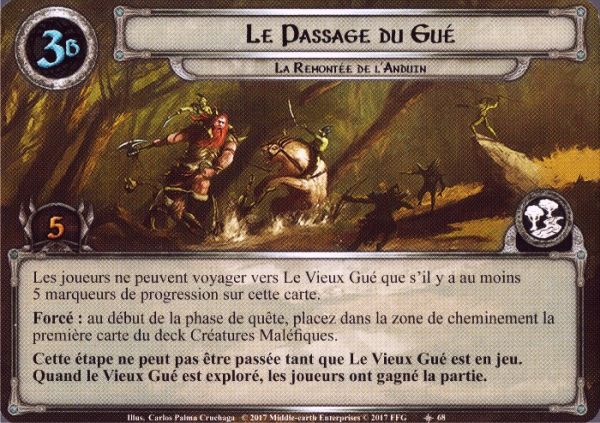 3B
LE PASSAGE DU GUÉ
LA REMONTÉE DE L'ANDUIN
5
Les joueurs ne peuvent voyager vers Le Vieux Gué que s'il y a au moins
5 marqueurs de progression sur cette carte.
Forcé : au début de la phase de quête, placez dans la zone de cheminement la
première carte du deck Créatures Maléfiques.
Cette étape ne peut pas être passée tant que Le Vieux Gué est en jeu.
Quand le Vieux Gué est exploré, les joueurs ont gagné la partie.
Illus. Carlos Palma Cruchaga © 2017 Middle-earth Enterprises © 2017 FFG 68